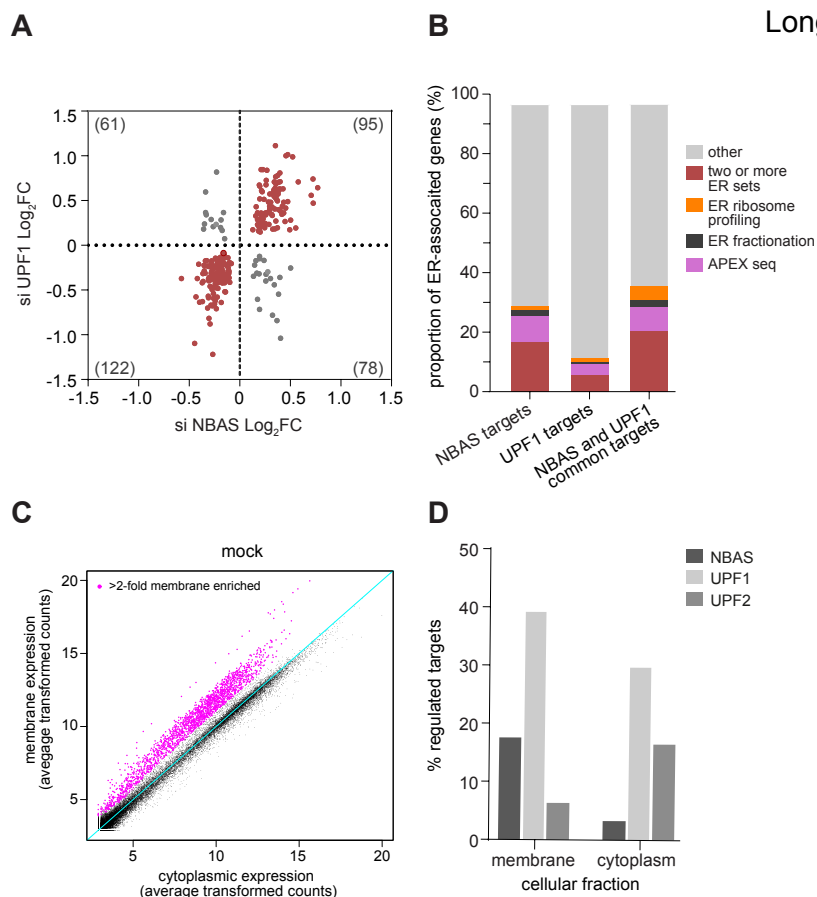 A
B
Long
(61)
(95)
(122)
(78)
1.5
1.0
0.5
0
-0.5
-1.0
-1.5
si UPF1 Log2FC
-1.5
-1.0
-0.5
0
0.5
1.0
1.5
si NBAS Log2FC
100
80
60
40
20
0
proportion of ER-assocaited genes (%)
NBAS targets
UPF1 targets
NBAS and UPF1
common targets
other
two or more
ER sets
ER ribosome
profiling
ER fractionation
APEX seq
C
mock
>2-fold membrane enriched
20
15
10
5
membrane expression
(avegage transformed counts)
5
10
15
20
cytoplasmic expression
(average transformed counts)
D
50
40
30
20
10
0
% regulated targets
membrane
cytoplasm
cellular fraction
NBAS
UPF1
UPF2